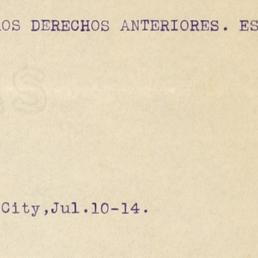 OS DERECHOS ANTERIORES. ES
City,Jul.10-14.